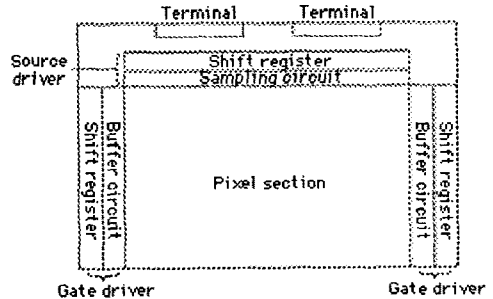 Terminal Terminal
Shift register
Sampling circuit
Source
driver
Shift register
Buffer circuit
Pixel section
Buffer circuit
Shift register
Gate driver
Gate driver